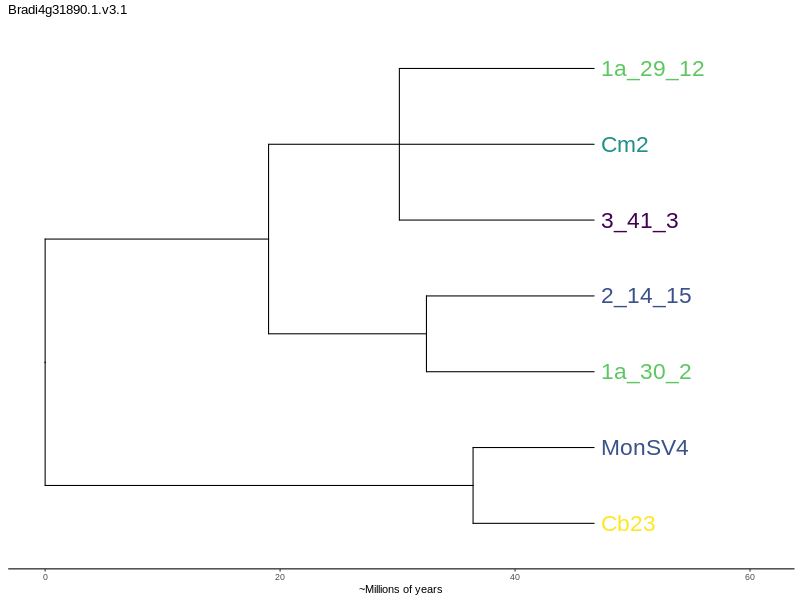 Bradi4g31890.1.v3.1
1a_29_12
Cm2
3_41_3
2_14_15
1a_30_2
MonSV4
Cb23
0 20 40 60
~Millions of years